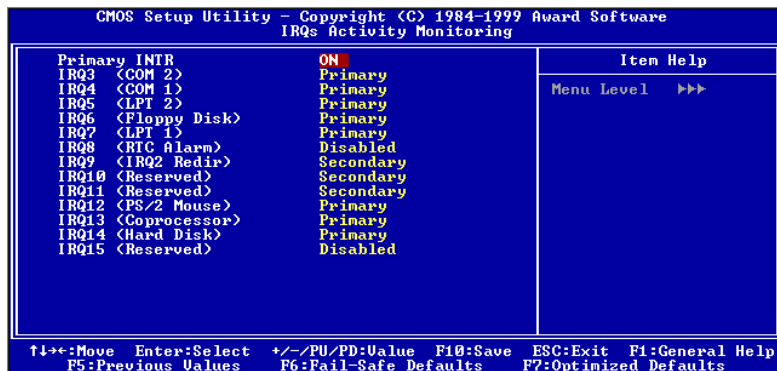 CMOS Setup Utility – Copyright (C) 1984-1999 Award Software
IRQs Activity Monitoring
Primary INTR ON
IRQ3 (COM 2) Primary
IRQ4 (COM 1) Primary
IRQ5 (LPT 2) Primary
IRQ6 (Floppy Disk) Primary
IRQ7 (LPT 1) Primary
IRQ8 (RTC Alarm) Disabled
IRQ9 (IRQ2 Redir) Secondary
IRQ10 (Reserved) Secondary
IRQ11 (Reserved) Secondary
IRQ12 (PS/2 Mouse) Primary
IRQ13 (Coprocessor) Primary
IRQ14 (Hard Disk) Primary
IRQ15 (Reserved) Disabled
Item Help
Menu Level ▸▸▸
↑↓→←:Move Enter:Select +/-/PU/PD:Value F10:Save ESC:Exit F1:General Help
F5:Previous Values F6:Fail-Safe Defaults F7:Optimized Defaults